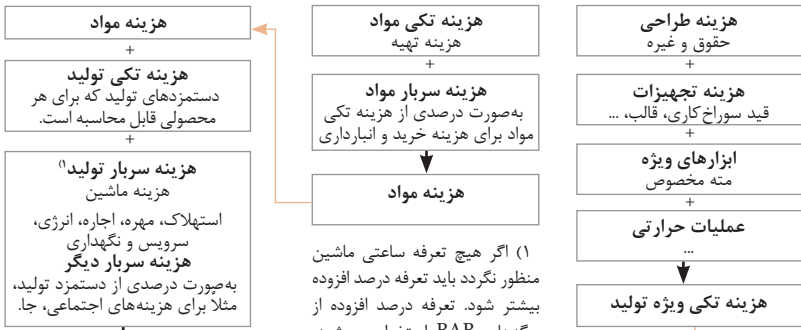 هزینه طراحی
حقوق و غیره
+
هزینه تجهیزات
قید سوراخ‌کاری، قالب، ...
+
ابزارهای ویژه
مته مخصوص
+
عملیات حرارتی
...
هزینه تکی ویژه تولید
هزینه تکی مواد
هزینه تهیه
+
هزینه سربار مواد
به‌صورت درصدی از هزینه تکی
مواد برای هزینه خرید و انبارداری
هزینه مواد
۱) اگر هیچ تعرفه ساعتی ماشین
منظور نگردد باید تعرفه درصد افزوده
بیشتر شود. تعرفه درصد افزوده از
BAB
هزینه مواد
+
هزینه تکی تولید
دستمزدهای تولید که برای هر
محصولی قابل محاسبه است.
+
هزینه سربار تولید۱)
هزینه ماشین
استهلاک، مهره، اجاره، انرژی،
سرویس و نگهداری
هزینه سربار دیگر
به‌صورت درصدی از دستمزد تولید،
مثلاً برای هزینه‌های اجتماعی، جا.